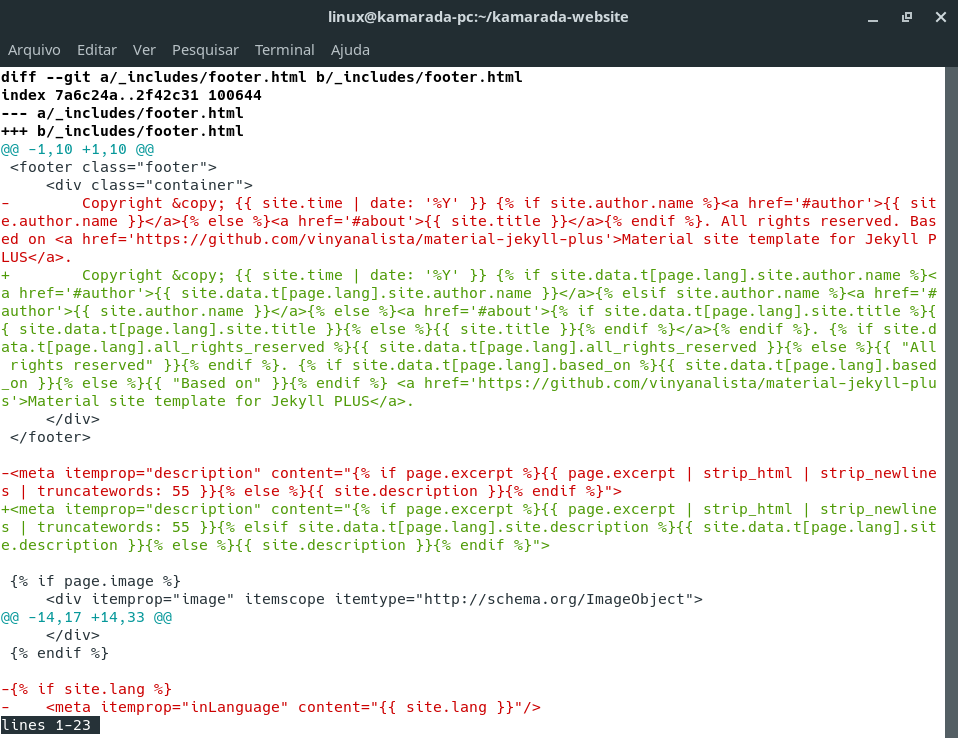 linux@kamarada-pc:~/kamarada-website
Arquivo Editar Ver Pesquisar Terminal Ajuda
diff --git a/_includes/footer.html b/_includes/footer.html
index 7a6c24a..2f42c31 100644
--- a/_includes/footer.html
+++ b/_includes/footer.html
@@ -1,10 +1,10 @@
 <footer class="footer">
     <div class="container">
-        Copyright &copy; {{ site.time | date: '%Y' }} {% if site.author.name %}<a href='#author'>{{ sit
e.author.name }}</a>{% else %}<a href='#about'>{{ site.title }}</a>{% endif %}. All rights reserved. Bas
ed on <a href='https://github.com/vinyanalista/material-jekyll-plus'>Material site template for Jekyll P
LUS</a>.
+        Copyright &copy; {{ site.time | date: '%Y' }} {% if site.data.t[page.lang].site.author.name %}<
a href='#author'>{{ site.data.t[page.lang].site.author.name }}</a>{% elsif site.author.name %}<a href='#
author'>{{ site.author.name }}</a>{% else %}<a href='#about'>{% if site.data.t[page.lang].site.title %}{
{ site.data.t[page.lang].site.title }}{% else %}{{ site.title }}{% endif %}</a>{% endif %}. {% if site.d
ata.t[page.lang].all_rights_reserved %}{{ site.data.t[page.lang].all_rights_reserved }}{% else %}{{ "All
 rights reserved" }}{% endif %}. {% if site.data.t[page.lang].based_on %}{{ site.data.t[page.lang].based
_on }}{% else %}{{ "Based on" }}{% endif %} <a href='https://github.com/vinyanalista/material-jekyll-plu
s'>Material site template for Jekyll PLUS</a>.
     </div>
 </footer>
-<meta itemprop="description" content="{% if page.excerpt %}{{ page.excerpt | strip_html | strip_newline
s | truncatewords: 55 }}{% else %}{{ site.description }}{% endif %}">
+<meta itemprop="description" content="{% if page.excerpt %}{{ page.excerpt | strip_html | strip_newline
s | truncatewords: 55 }}{% elsif site.data.t[page.lang].site.description %}{{ site.data.t[page.lang].sit
e.description }}{% else %}{{ site.description }}{% endif %}">
 {% if page.image %}
     <div itemprop="image" itemscope itemtype="http://schema.org/ImageObject">
@@ -14,17 +14,33 @@
     </div>
 {% endif %}
-{% if site.lang %}
-    <meta itemprop="inLanguage" content="{{ site.lang }}"/>
lines 1-23